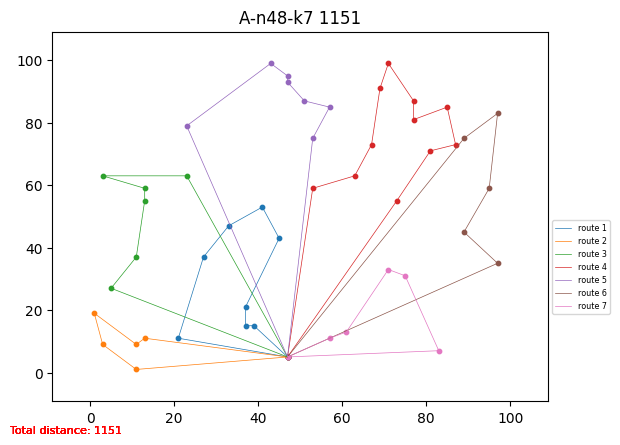 A-n48-k7 1151
100
80
60
40
20
0
0 20 40 60 80 100
route 1
route 2
route 3
route 4
route 5
route 6
route 7
Total distance: 1151